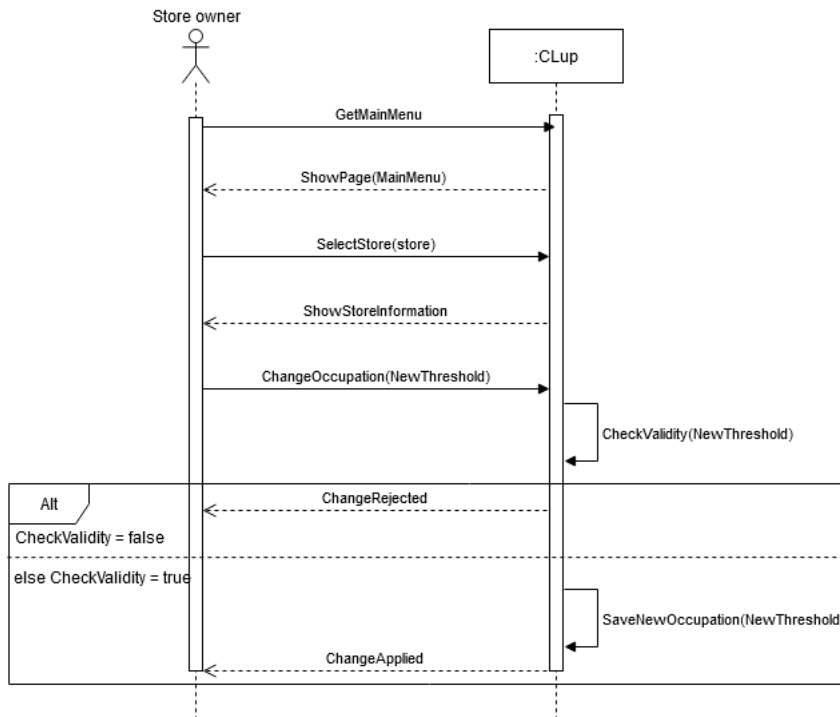 Store owner
:CLup
GetMainMenu
ShowPage(MainMenu)
SelectStore(store)
ShowStoreInformation
ChangeOccupation(NewThreshold)
CheckValidity(NewThreshold)
Alt
ChangeRejected
CheckValidity = false
else CheckValidity = true
SaveNewOccupation(NewThreshold
ChangeApplied